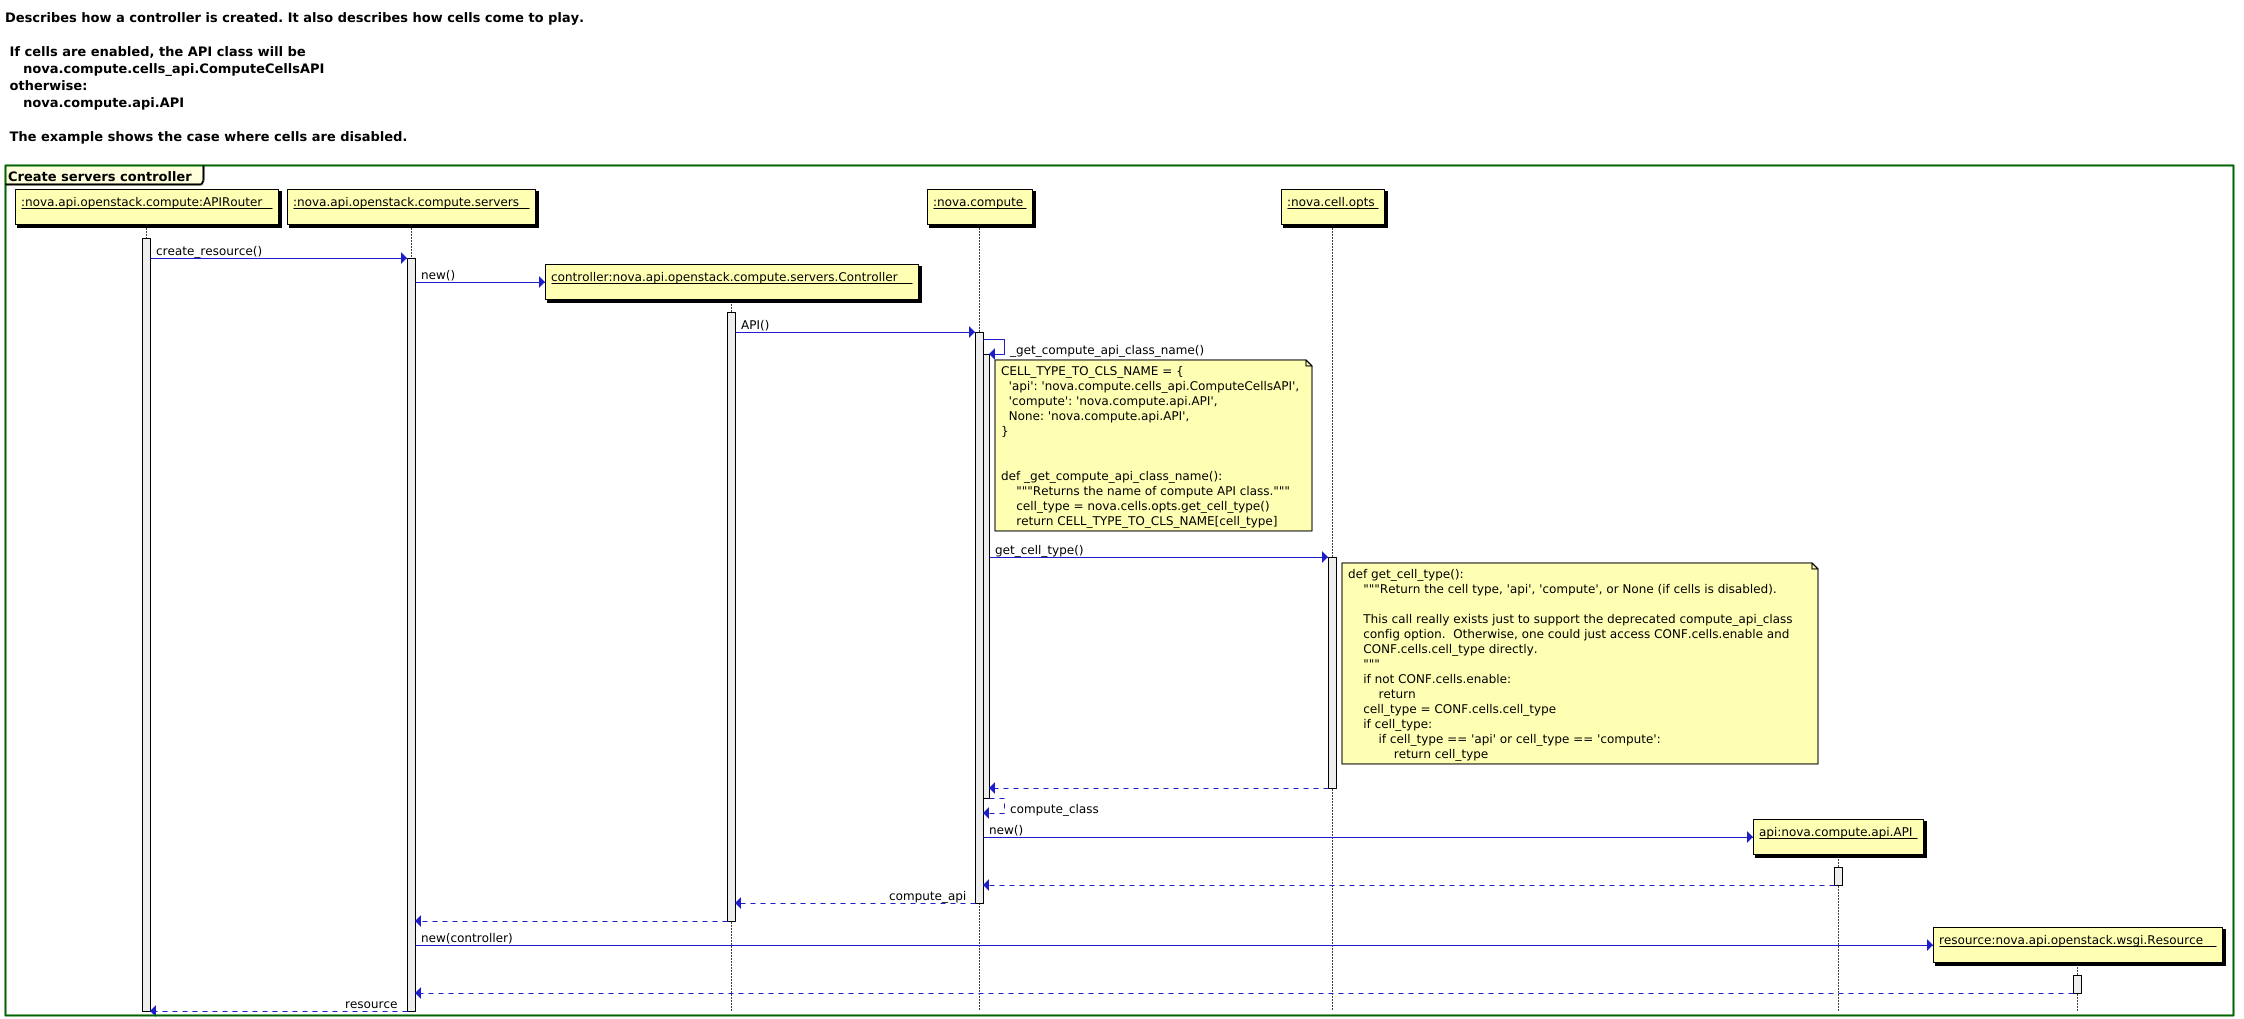 Describes how a controller is created. It also describes how cells come to play.
If cells are enabled, the API class will be
nova.compute.cells_api.ComputeCellsAPI
otherwise:
nova.compute.api.API
The example shows the case where cells are disabled.
Create servers controller
:nova.api.openstack.compute:APIRouter
:nova.api.openstack.compute.servers
:nova.compute
:nova.cell.opts
create_resource()
new()
controller:nova.api.openstack.compute.servers.Controller
API()
_get_compute_api_class_name()
CELL_TYPE_TO_CLS_NAME = {
'api': 'nova.compute.cells_api.ComputeCellsAPI',
'compute': 'nova.compute.api.API',
None: 'nova.compute.api.API',
}
def _get_compute_api_class_name():
"""Returns the name of compute API class."""
cell_type = nova.cells.opts.get_cell_type()
return CELL_TYPE_TO_CLS_NAME[cell_type]
get_cell_type()
def get_cell_type():
"""Return the cell type, 'api', 'compute', or None (if cells is disabled).
This call really exists just to support the deprecated compute_api_class
config option.  Otherwise, one could just access CONF.cells.enable and
CONF.cells.cell_type directly.
"""
if not CONF.cells.enable:
return
cell_type = CONF.cells.cell_type
if cell_type:
if cell_type == 'api' or cell_type == 'compute':
return cell_type
compute_class
new()
api:nova.compute.api.API
compute_api
new(controller)
resource:nova.api.openstack.wsgi.Resource
resource